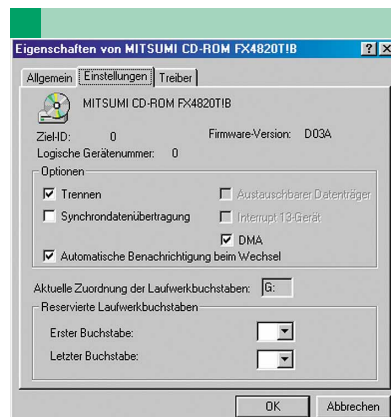 Eigenschaften von MITSUMI CD-ROM FX4820T!B
Allgemein Einstellungen Treiber
MITSUMI CD-ROM FX4820T!B
Ziel-ID: 0 Firmware-Version: D03A
Logische Gerätenummer: 0
Optionen
Trennen Austauschbarer Datenträger
Synchrondatenübertragung Interrupt 13-Gerät
DMA
Automatische Benachrichtigung beim Wechsel
Aktuelle Zuordnung der Laufwerkbuchstaben: G:
Reservierte Laufwerkbuchstaben
Erster Buchstabe:
Letzter Buchstabe:
OK Abbrechen